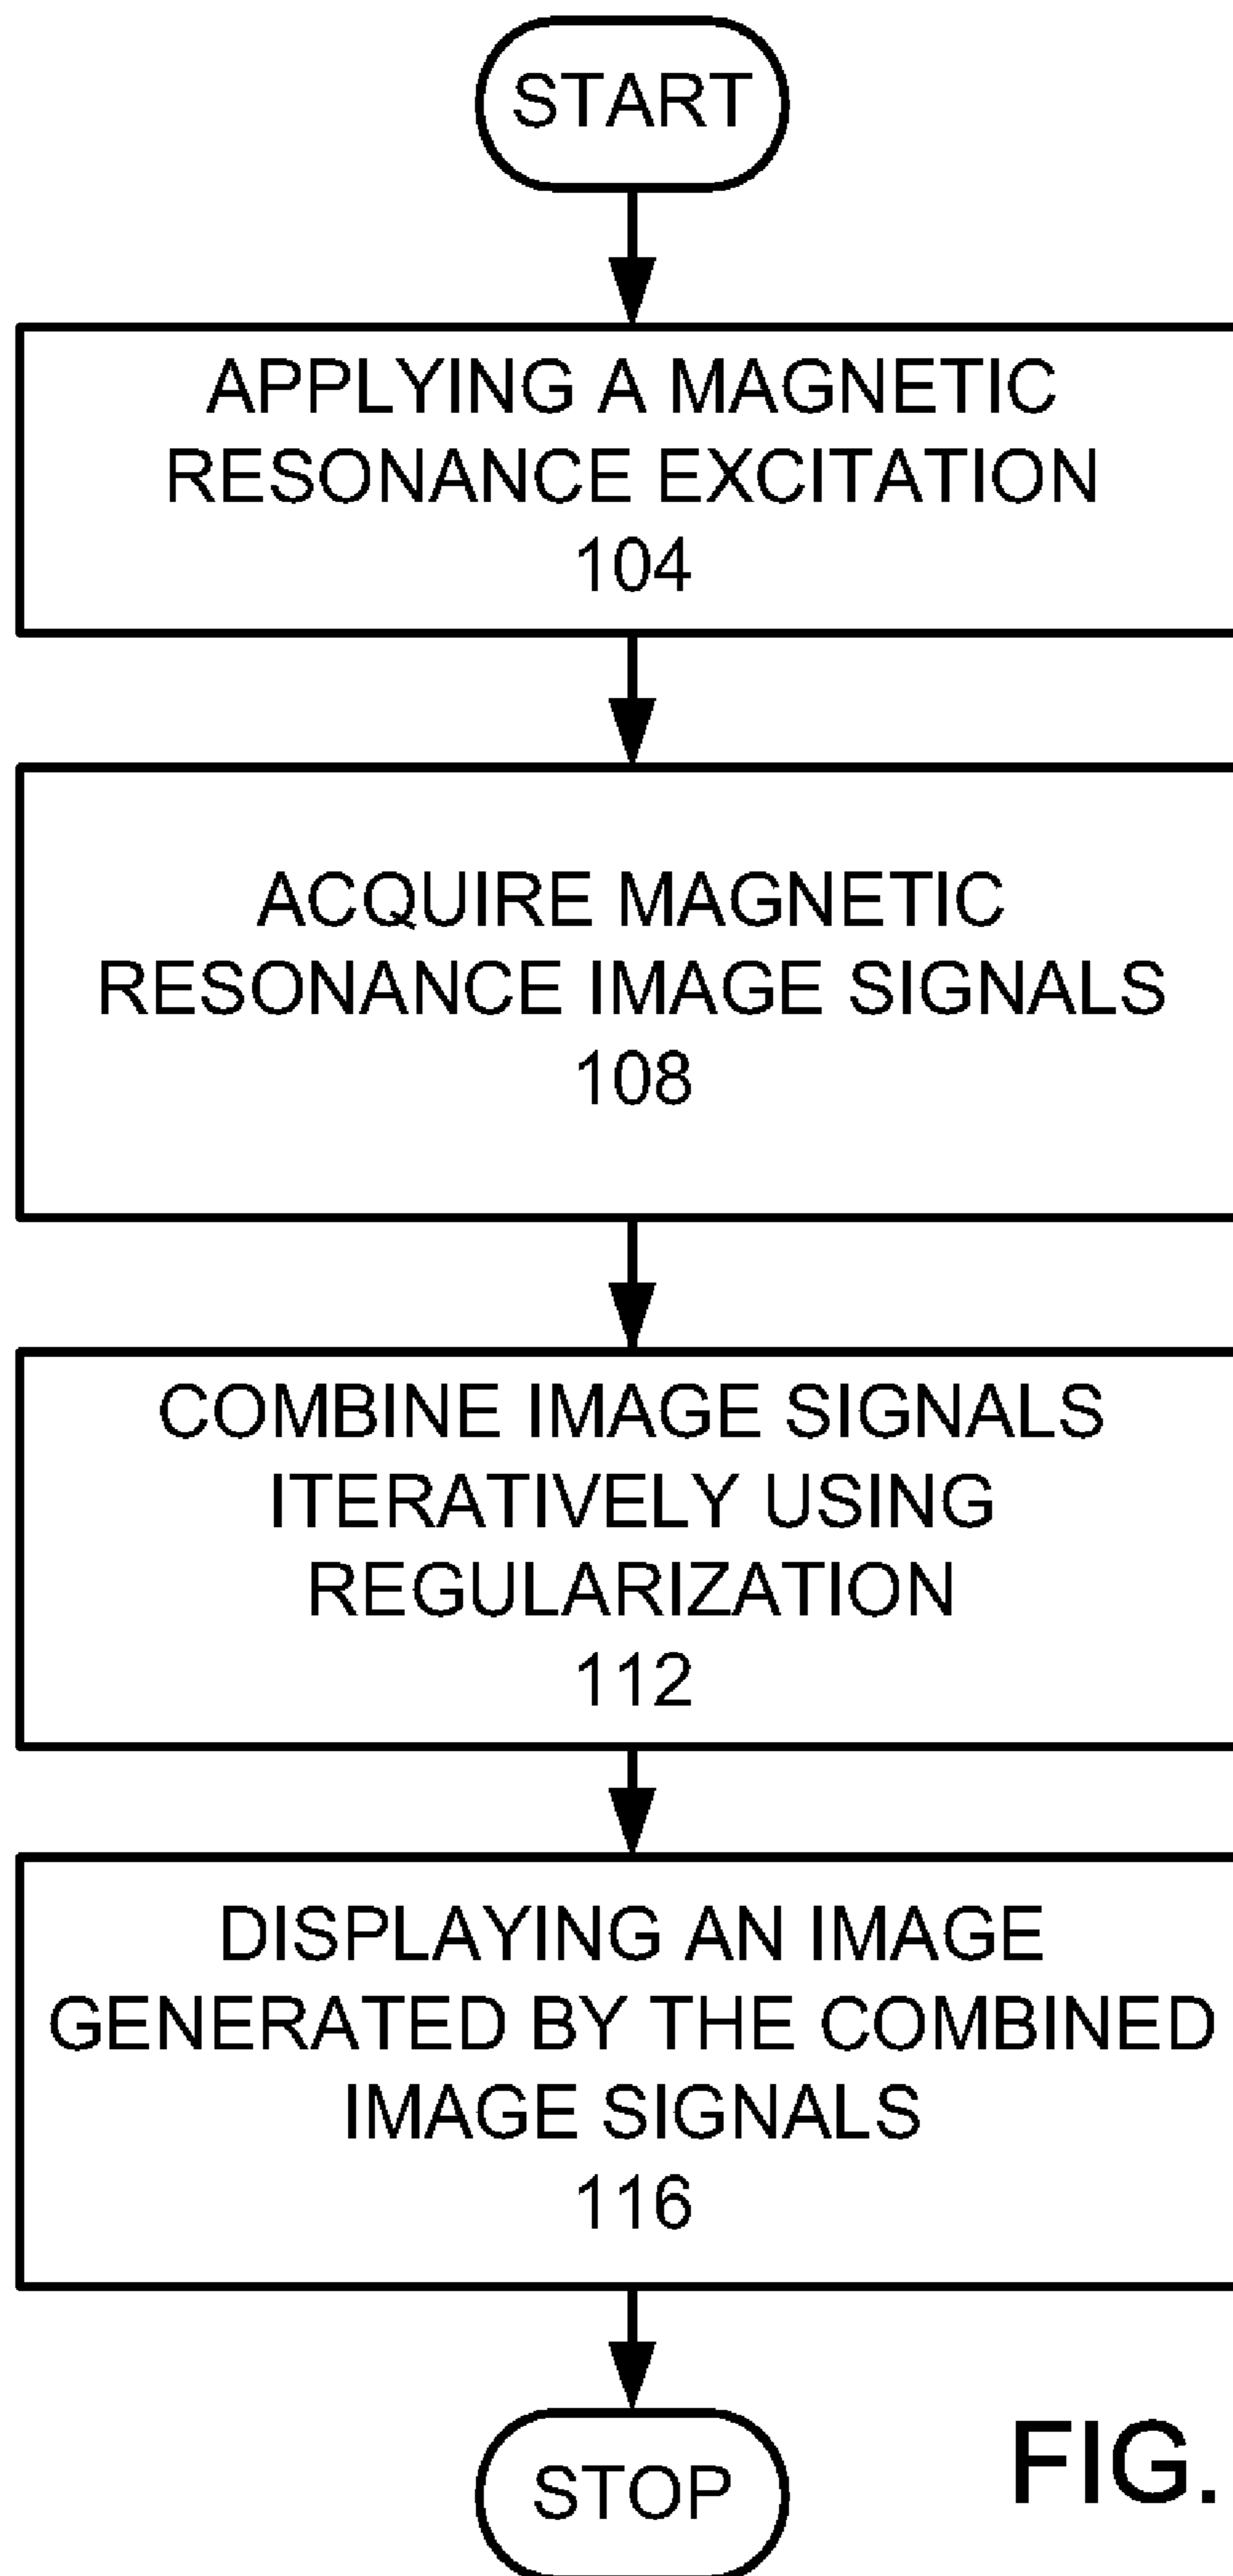 START
APPLYING A MAGNETIC
RESONANCE EXCITATION
104
ACQUIRE MAGNETIC
RESONANCE IMAGE SIGNALS
108
COMBINE IMAGE SIGNALS
ITERATIVELY USING
REGULARIZATION
112
DISPLAYING AN IMAGE
GENERATED BY THE COMBINED
IMAGE SIGNALS
116
STOP
FIG.